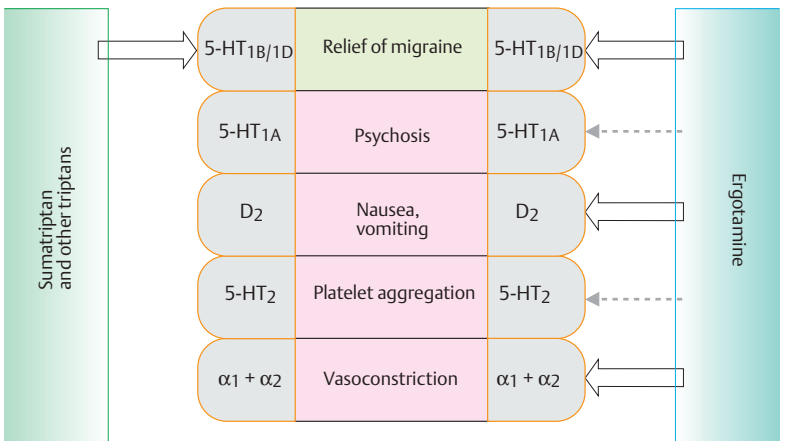 Sumatriptan
and other triptans
5-HT1B/1D Relief of migraine 5-HT1B/1D
5-HT1A Psychosis 5-HT1A
D2 Nausea, vomiting D2
5-HT2 Platelet aggregation 5-HT2
α1 + α2 Vasoconstriction α1 + α2
Ergotamine